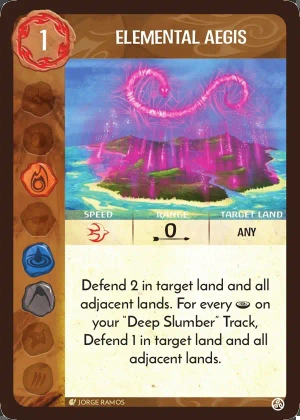 1
ELEMENTAL AEGIS
SPEED RANGE TARGET LAND
0 ANY
Defend 2 in target land and all
adjacent lands. For every on
your "Deep Slumber" Track,
Defend 1 in target land and all
adjacent lands.
JORGE RAMOS